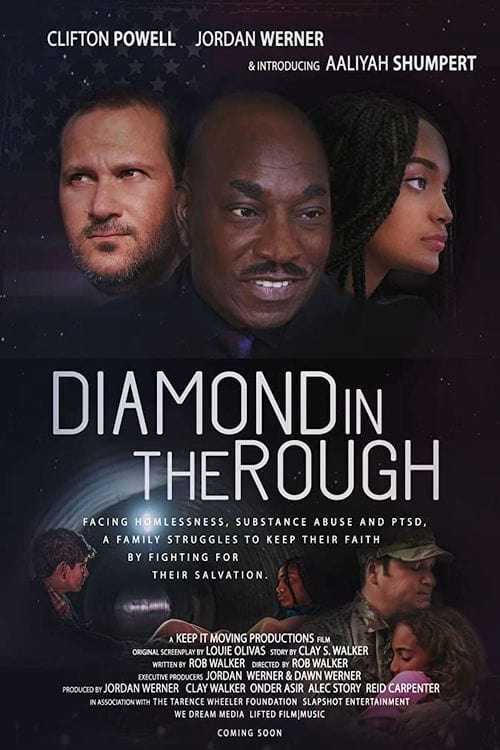 CLIFTON POWELL JORDAN WERNER
& INTRODUCING AALIYAH SHUMPERT
DIAMOND IN
THE ROUGH
FACING HOMLESSNESS, SUBSTANCE ABUSE AND PTSD,
A FAMILY STRUGGLES TO KEEP THEIR FAITH
BY FIGHTING FOR
THEIR SALVATION.
A KEEP IT MOVING PRODUCTIONS FILM
ORIGINAL SCREENPLAY BY LOUIE OLIVAS STORY BY CLAY S. WALKER
WRITTEN BY ROB WALKER DIRECTED BY ROB WALKER
EXECUTIVE PRODUCERS JORDAN WERNER & DAWN WERNER
PRODUCED BY JORDAN WERNER CLAY WALKER ONDER ASIR ALEC STORY REID CARPENTER
IN ASSOCIATION WITH THE TARENCE WHEELER FOUNDATION SLAPSHOT ENTERTAINMENT
WE DREAM MEDIA LIFTED FILM|MUSIC
COMING SOON